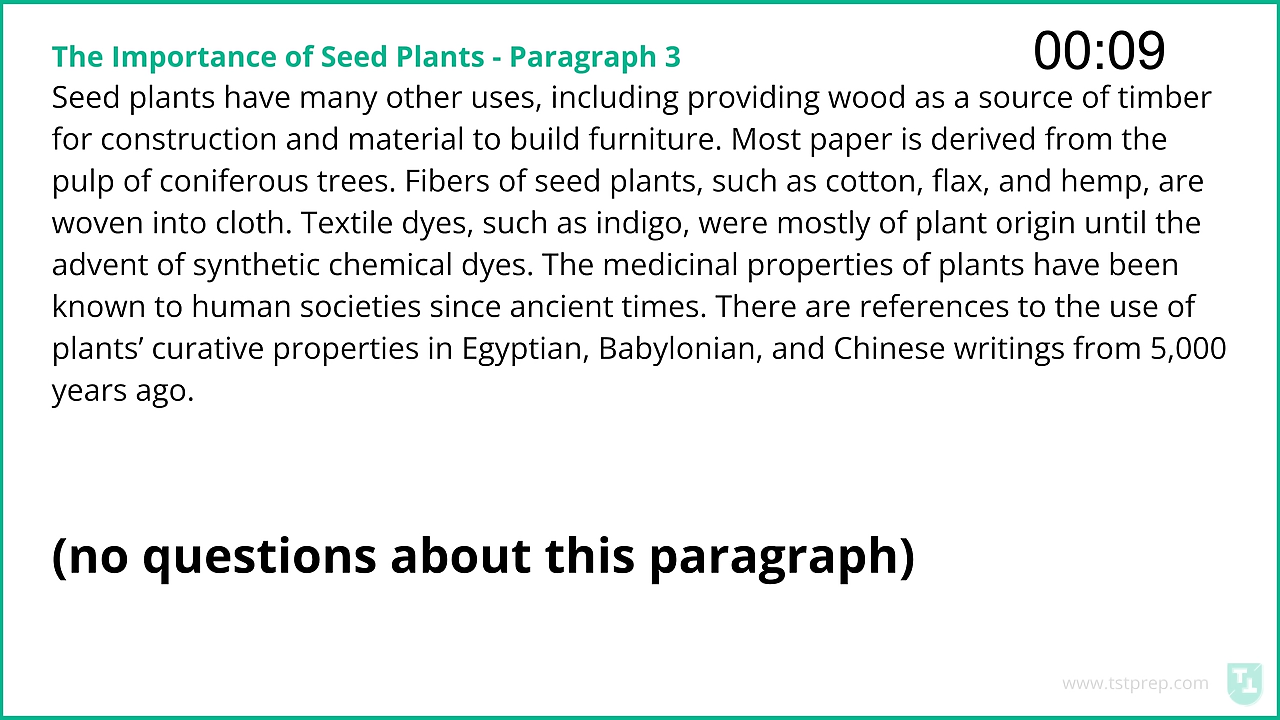 The Importance of Seed Plants - Paragraph 3
00:09
Seed plants have many other uses, including providing wood as a source of timber
for construction and material to build furniture. Most paper is derived from the
pulp of coniferous trees. Fibers of seed plants, such as cotton, flax, and hemp, are
woven into cloth. Textile dyes, such as indigo, were mostly of plant origin until the
advent of synthetic chemical dyes. The medicinal properties of plants have been
known to human societies since ancient times. There are references to the use of
plants’ curative properties in Egyptian, Babylonian, and Chinese writings from 5,000
years ago.
(no questions about this paragraph)
www.tstprep.com